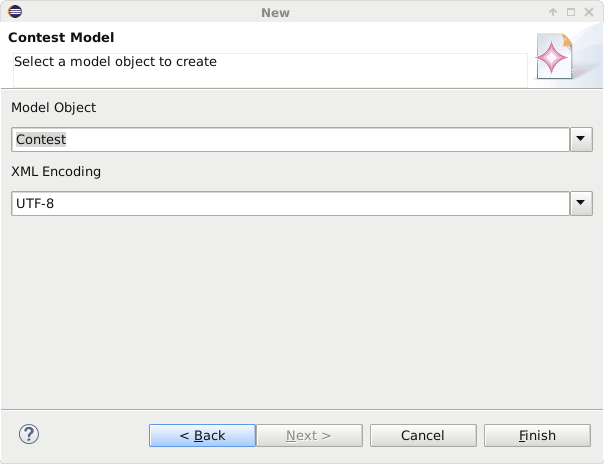 New
Contest Model
Select a model object to create
Model Object
Contest
XML Encoding
UTF-8
?
< Back
Next >
Cancel
Finish